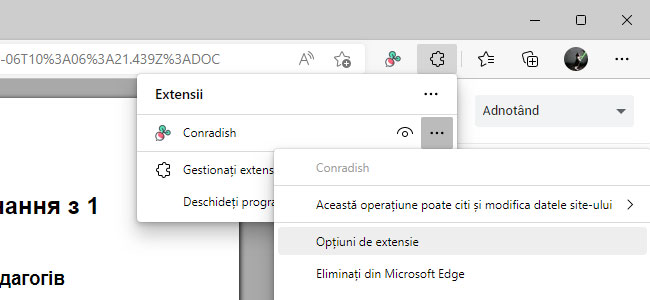 -06T10%3A06%3A21.439Z%3ADOC
Extensii
Adnotând
Conradish
Gestionați extens
Conradish
Deschideți progra
Această operațiune poate citi și modifica datele site-ului
ання з 1
Opțiuni de extensie
дагогів
Eliminați din Microsoft Edge